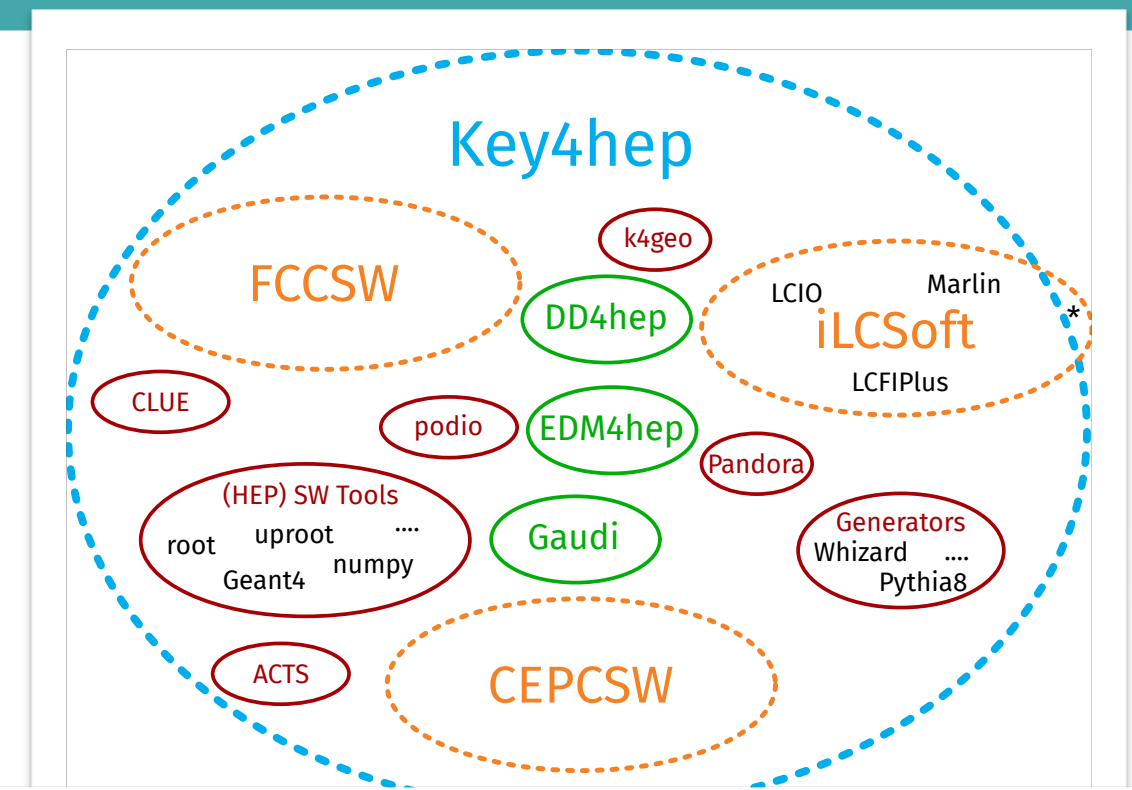 Key4hep
k4geo
FCCSW
DD4hep
LCIO
Marlin
*
iLCSoft
LCFIPlus
CLUE
podio
EDM4hep
Pandora
(HEP) SW Tools
root
uproot
....
Geant4
numpy
Gaudi
Generators
Whizard
....
Pythia8
ACTS
CEPCSW